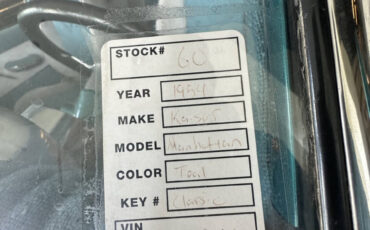 STOCK# 60
YEAR 1954
MAKE Kaiser
MODEL Manhattan
COLOR Teal
KEY # Classic
VIN